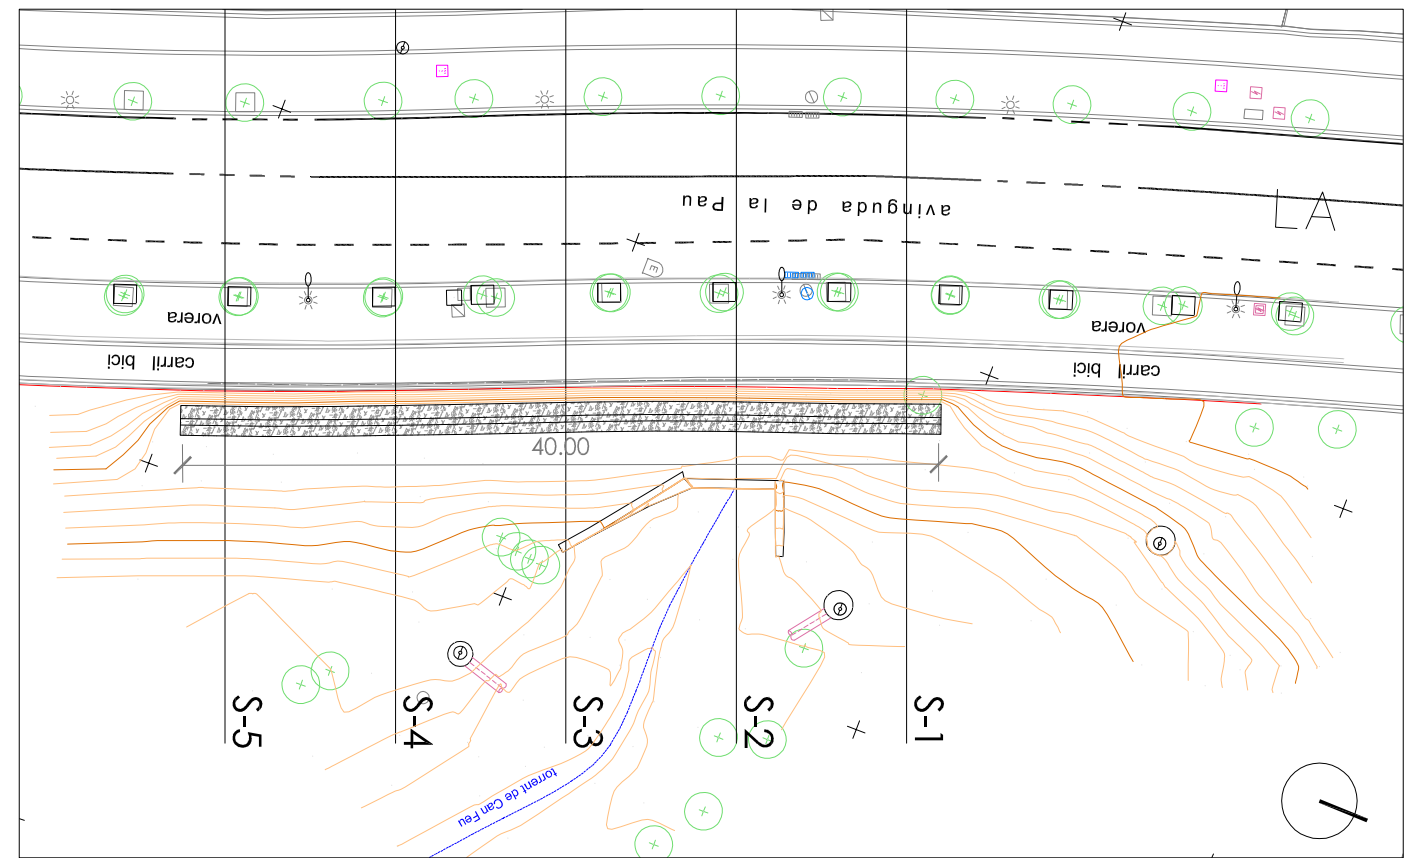 avinguda de la Pau
LA
E
vorera
vorera
carril bici
carril bici
40.00
S-5
S-4
S-3
S-2
S-1
torrent de Can Feu